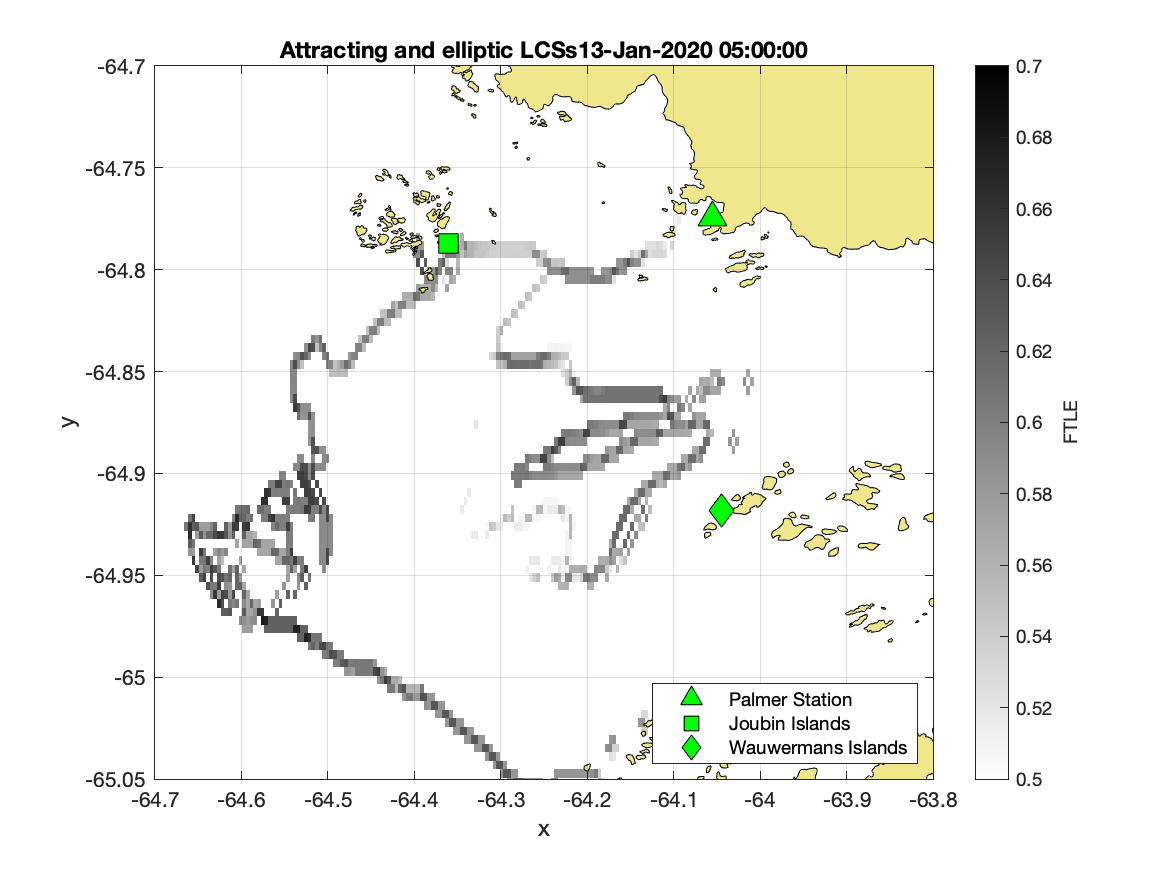 Attracting and elliptic LCSs13-Jan-2020 05:00:00
-64.7
-64.75
-64.8
-64.85
-64.9
-64.95
-65
-65.05
y
-64.7 -64.6 -64.5 -64.4 -64.3 -64.2 -64.1 -64 -63.9 -63.8
x
Palmer Station
Joubin Islands
Wauwermans Islands
0.7
0.68
0.66
0.64
0.62
0.6
0.58
0.56
0.54
0.52
0.5
FTLE